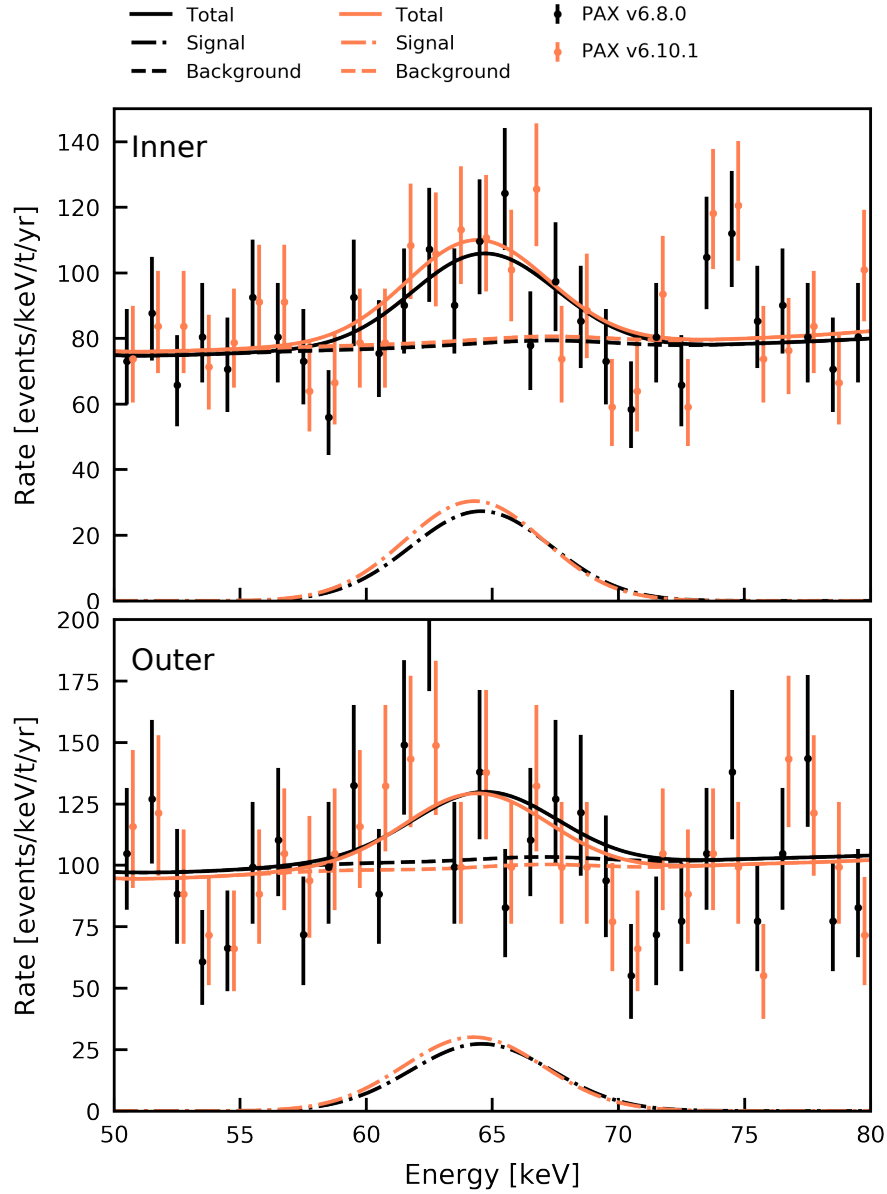 Total Total PAX v6.8.0
Signal Signal PAX v6.10.1
Background Background
Inner
Rate [events/keV/t/yr]
140
120
100
80
60
40
20
0
Outer
Rate [events/keV/t/yr]
200
175
150
125
100
75
50
25
0
50 55 60 65 70 75 80
Energy [keV]